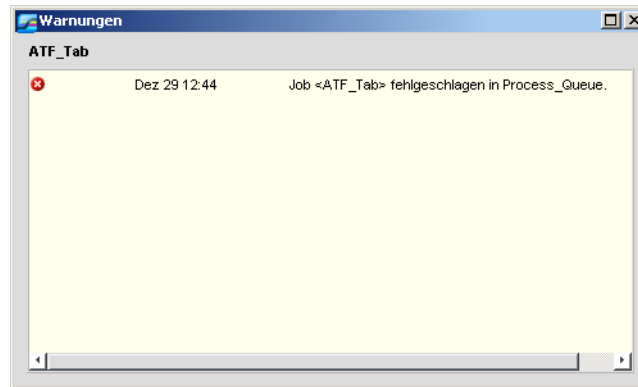 Warnungen
ATF_Tab
Dez 29 12:44 Job <ATF_Tab> fehlgeschlagen in Process_Queue.